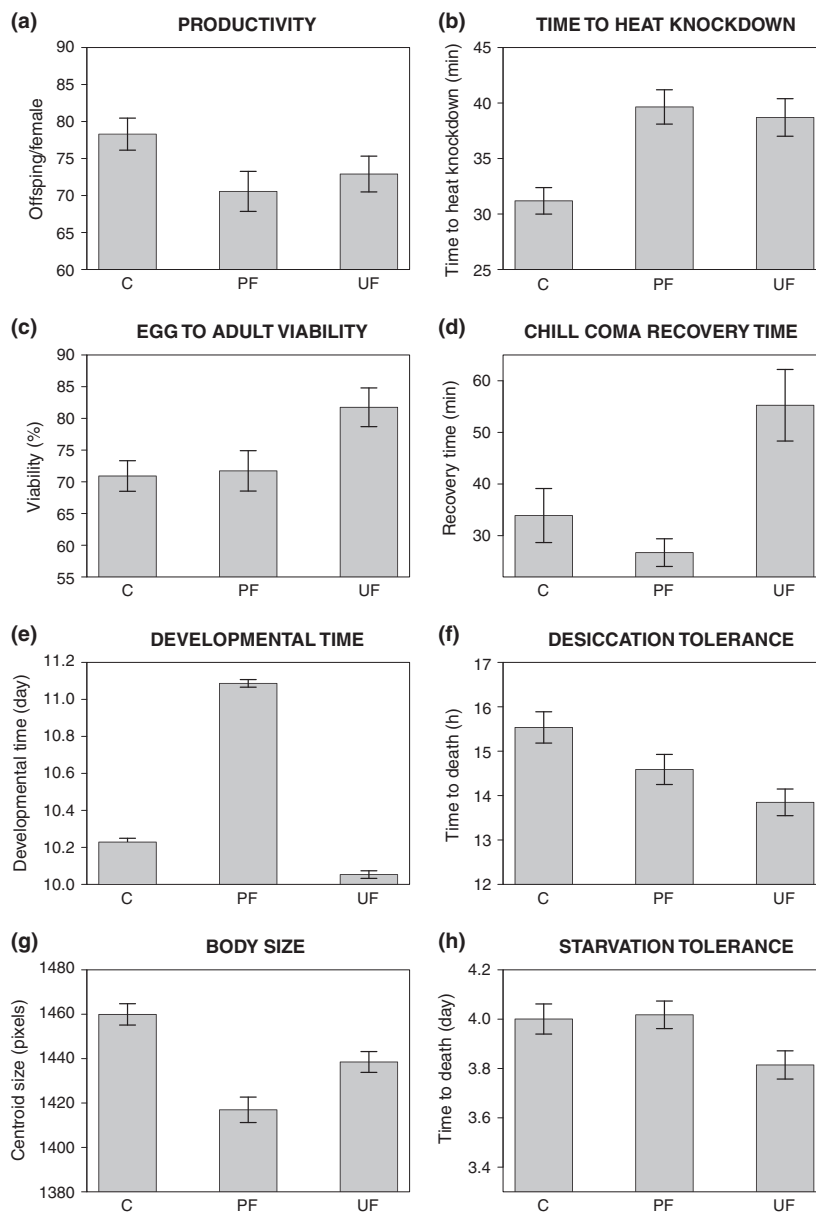 (a) PRODUCTIVITY
90
85
80
75
70
65
60
Offsping/female
C PF UF
(b) TIME TO HEAT KNOCKDOWN
45
40
35
30
25
Time to heat knockdown (min)
C PF UF
(c) EGG TO ADULT VIABILITY
90
85
80
75
70
65
60
55
Viability (%)
C PF UF
(d) CHILL COMA RECOVERY TIME
60
50
40
30
Recovery time (min)
C PF UF
(e) DEVELOPMENTAL TIME
11.2
11.0
10.8
10.6
10.4
10.2
10.0
Developmental time (day)
C PF UF
(f) DESICCATION TOLERANCE
17
16
15
14
13
12
Time to death (h)
C PF UF
(g) BODY SIZE
1480
1460
1440
1420
1400
1380
Centroid size (pixels)
C PF UF
(h) STARVATION TOLERANCE
4.2
4.0
3.8
3.6
3.4
Time to death (day)
C PF UF